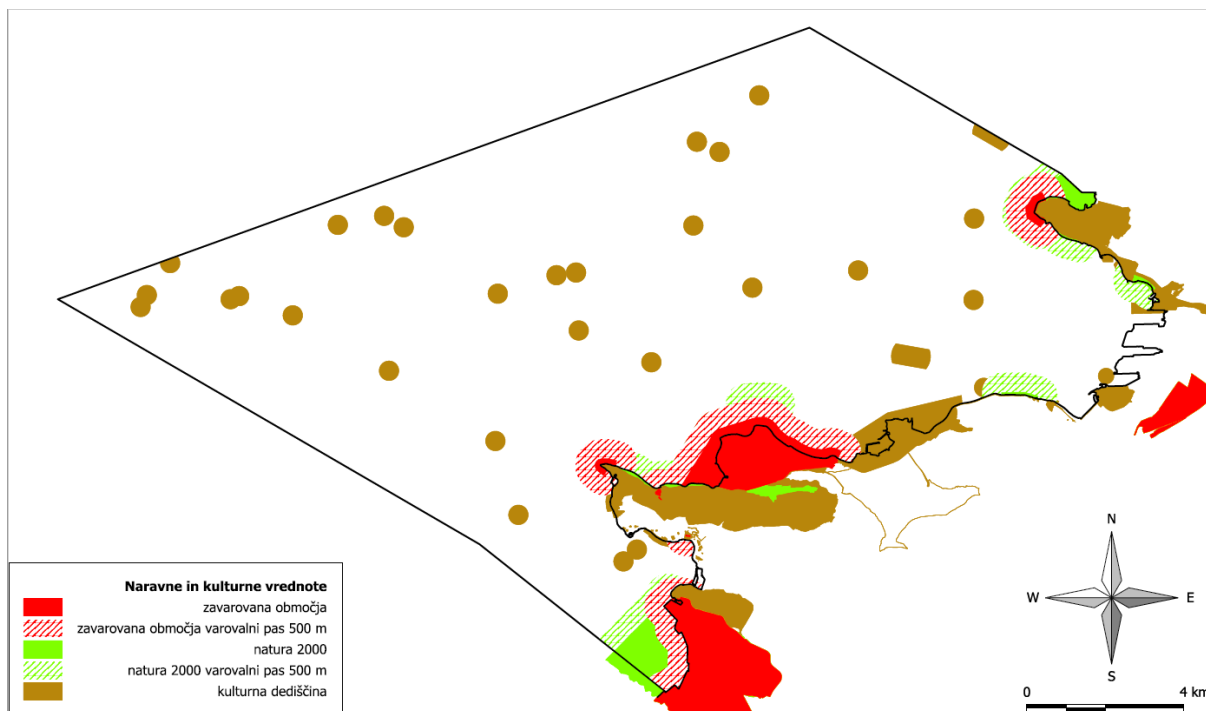 N
W
E
S
0
4 km
Naravne in kulturne vrednote
zavarovana območja
zavarovana območja varovalni pas 500 m
natura 2000
natura 2000 varovalni pas 500 m
kulturna dediščina